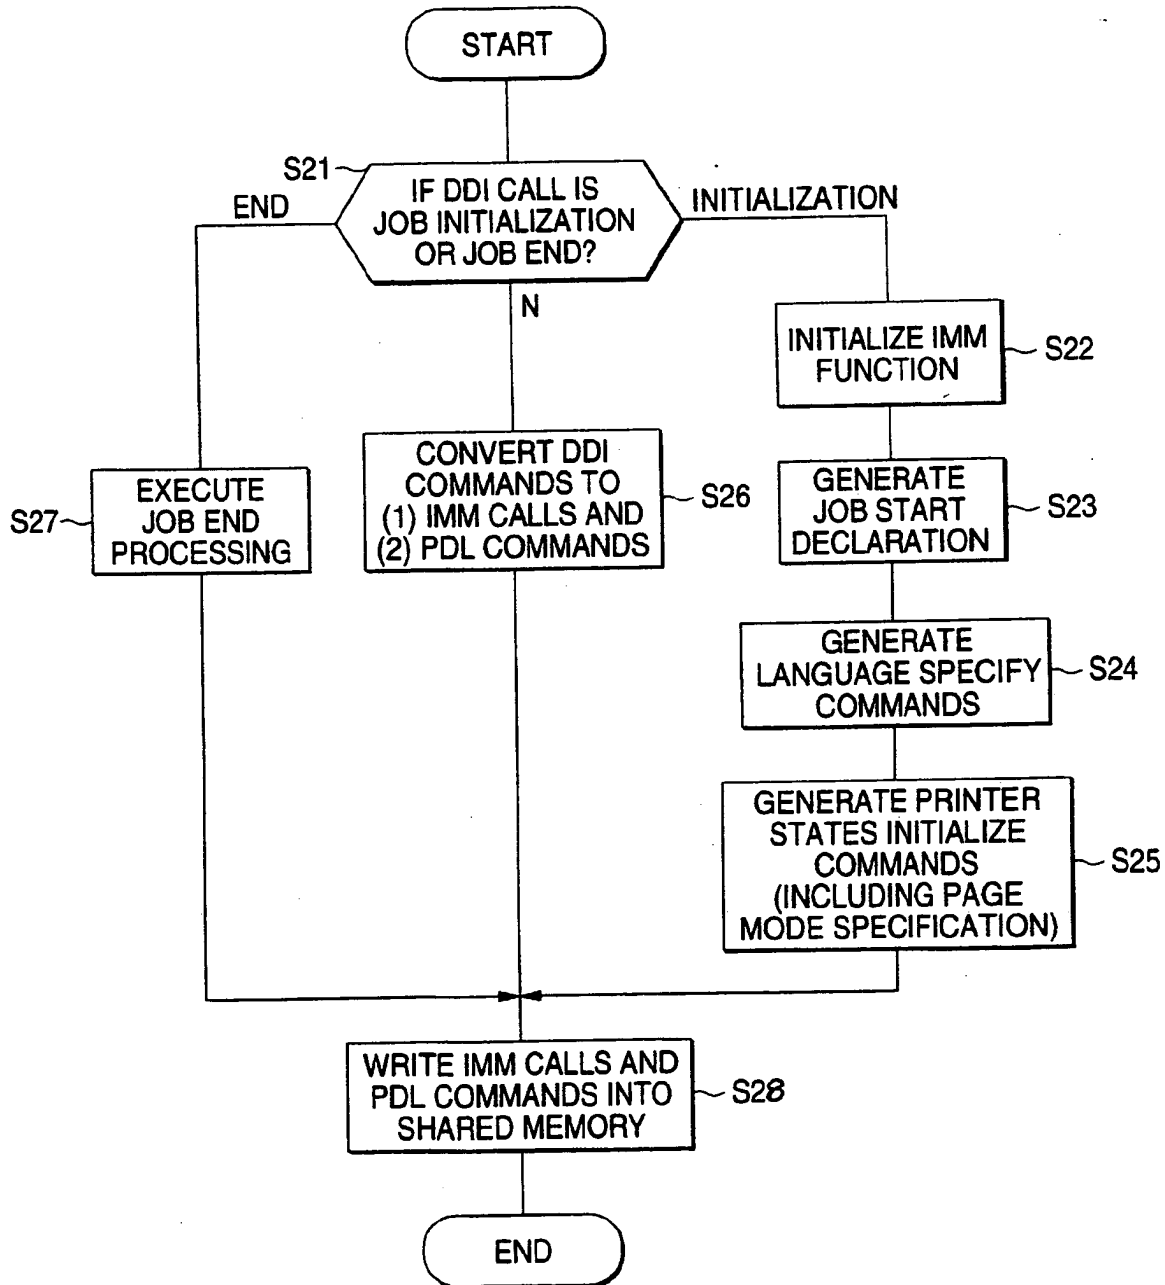 START
S21
IF DDI CALL IS
JOB INITIALIZATION
OR JOB END?
END
INITIALIZATION
N
INITIALIZE IMM
FUNCTION
S22
CONVERT DDI
COMMANDS TO
(1) IMM CALLS AND
(2) PDL COMMANDS
S26
EXECUTE
JOB END
PROCESSING
S27
GENERATE
JOB START
DECLARATION
S23
GENERATE
LANGUAGE SPECIFY
COMMANDS
S24
GENERATE PRINTER
STATES INITIALIZE
COMMANDS
(INCLUDING PAGE
MODE SPECIFICATION)
S25
WRITE IMM CALLS AND
PDL COMMANDS INTO
SHARED MEMORY
S28
END